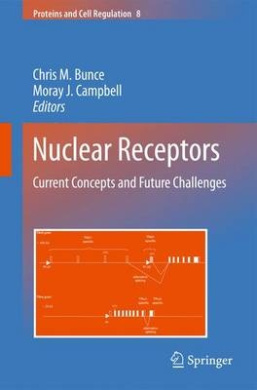 Proteins and Cell Regulation 8
Chris M. Bunce
Moray J. Campbell
Editors
Nuclear Receptors
Current Concepts and Future Challenges
Springer